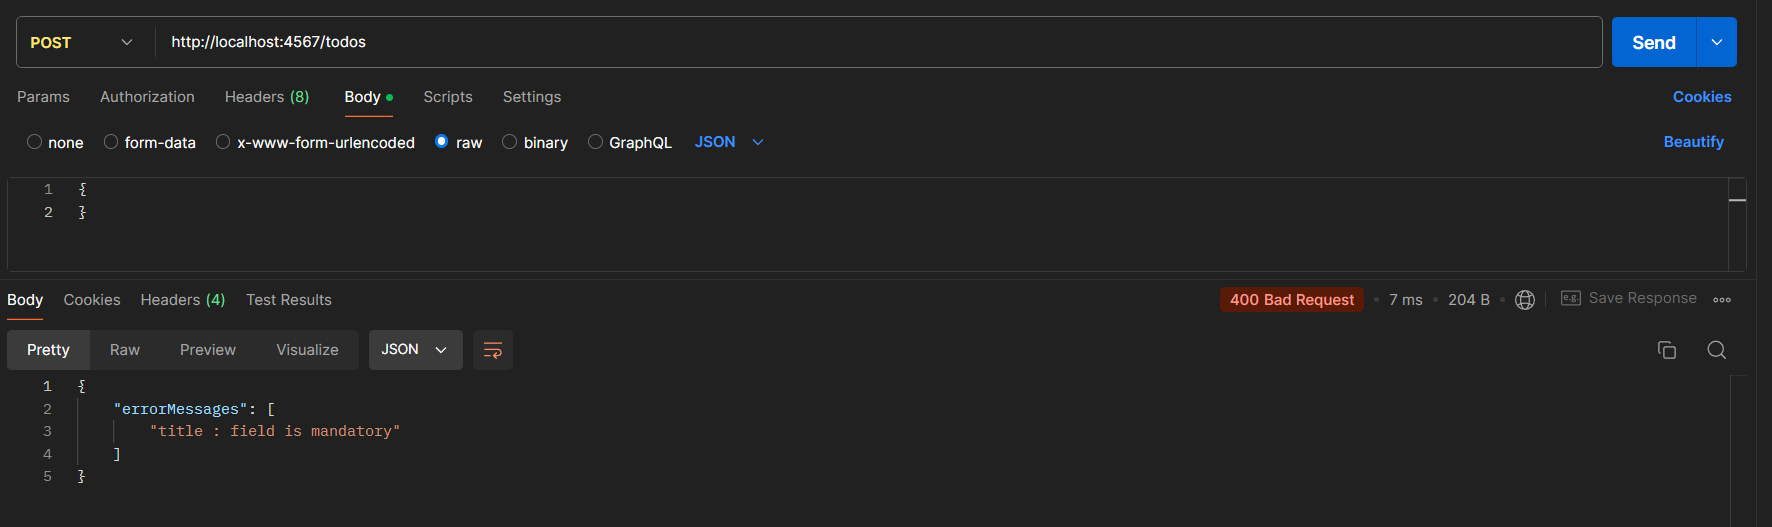 POST http://localhost:4567/todos Send
Params Authorization Headers (8) Body Scripts Settings Cookies
none form-data x-www-form-urlencoded raw binary GraphQL JSON Beautify
1 {
2 }
Body Cookies Headers (4) Test Results 400 Bad Request 7 ms 204 B e.g. Save Response
Pretty Raw Preview Visualize JSON
1 {
2 "errorMessages": [
3 "title : field is mandatory"
4 ]
5 }